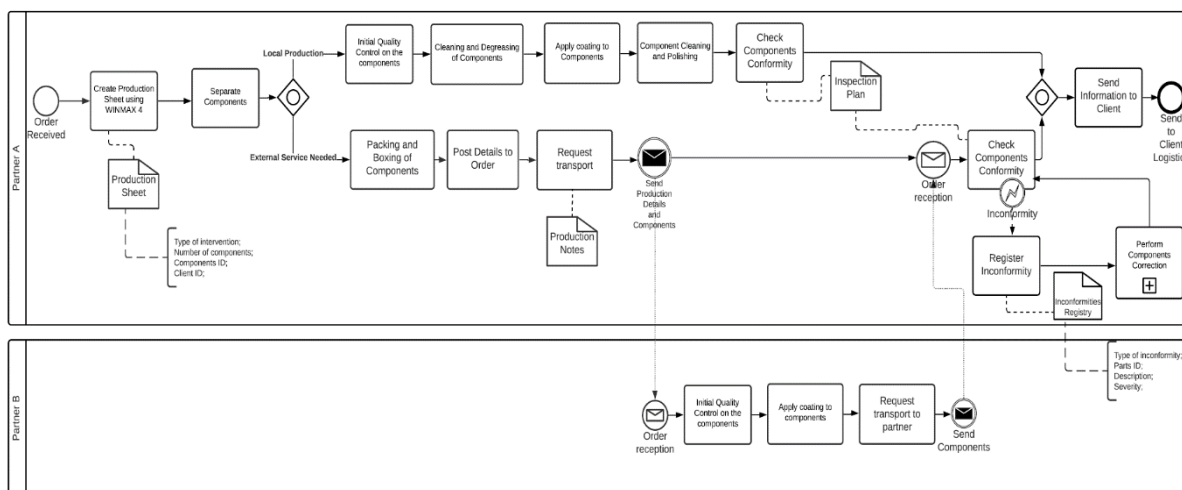 Partner A
Order
Received
Create Production
Sheet using
WINMAX 4
Production
Sheet
Type of intervention;
Number of components;
Components ID;
Client ID;
Separate
Components
Local Production
External Service Needed
Initial Quality
Control on the
components
Cleaning and Degreasing
of Components
Apply coating to
Components
Component Cleaning
and Polishing
Check
Components
Conformity
Inspection
Plan
Packing and
Boxing of
Components
Post Details to
Order
Request
transport
Production
Notes
Send
Production
Details
and
Components
Order
reception
Check
Components
Conformity
Inconformity
Register
Inconformity
Inconformities
Registry
Type of inconformity;
Parts ID;
Description;
Severity;
Perform
Components
Correction
Send
Information to
Client
Send
to
Client
Logistic
Partner B
Order
reception
Initial Quality
Control on the
components
Apply coating to
components
Request
transport to
partner
Send
Components